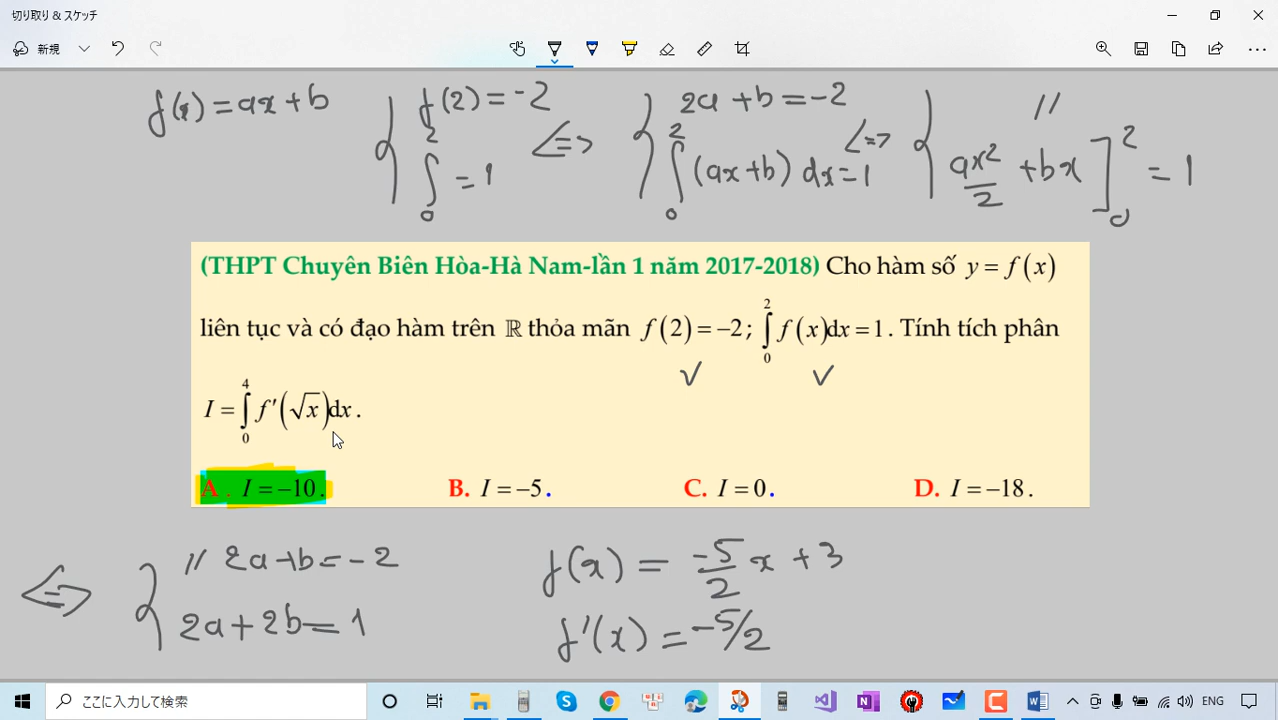 切り取り & スケッチ
新規
f(x) = ax + b { f(2) = -2 <=> { 2a + b = -2 <=> { //
∫₀² = 1 ∫₀² (ax+b) dx = 1 ax²/2 + bx ]₀² = 1
(THPT Chuyên Biên Hòa-Hà Nam-lần 1 năm 2017-2018) Cho hàm số y = f(x)
liên tục và có đạo hàm trên ℝ thỏa mãn f(2) = −2; ∫₀² f(x)dx = 1. Tính tích phân
✓ ✓
I = ∫₀⁴ f′(√x)dx.
A. I = −10. B. I = −5. C. I = 0. D. I = −18.
<=> { // 2a + b = -2 f(x) = -5/2 x + 3
2a + 2b = 1 f'(x) = -5/2
ここに入力して検索
ENG